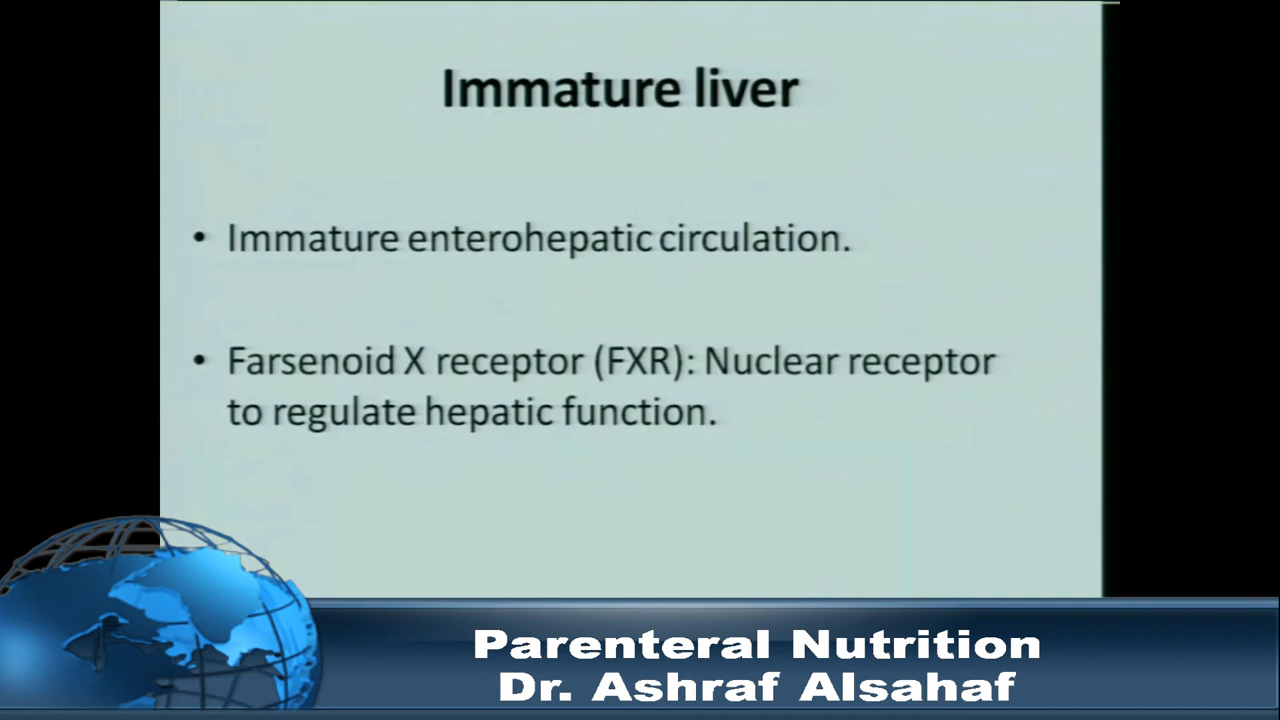 Immature liver
• Immature enterohepatic circulation.
• Farsenoid X receptor (FXR): Nuclear receptor
to regulate hepatic function.
Parenteral Nutrition
Dr. Ashraf Alsahaf